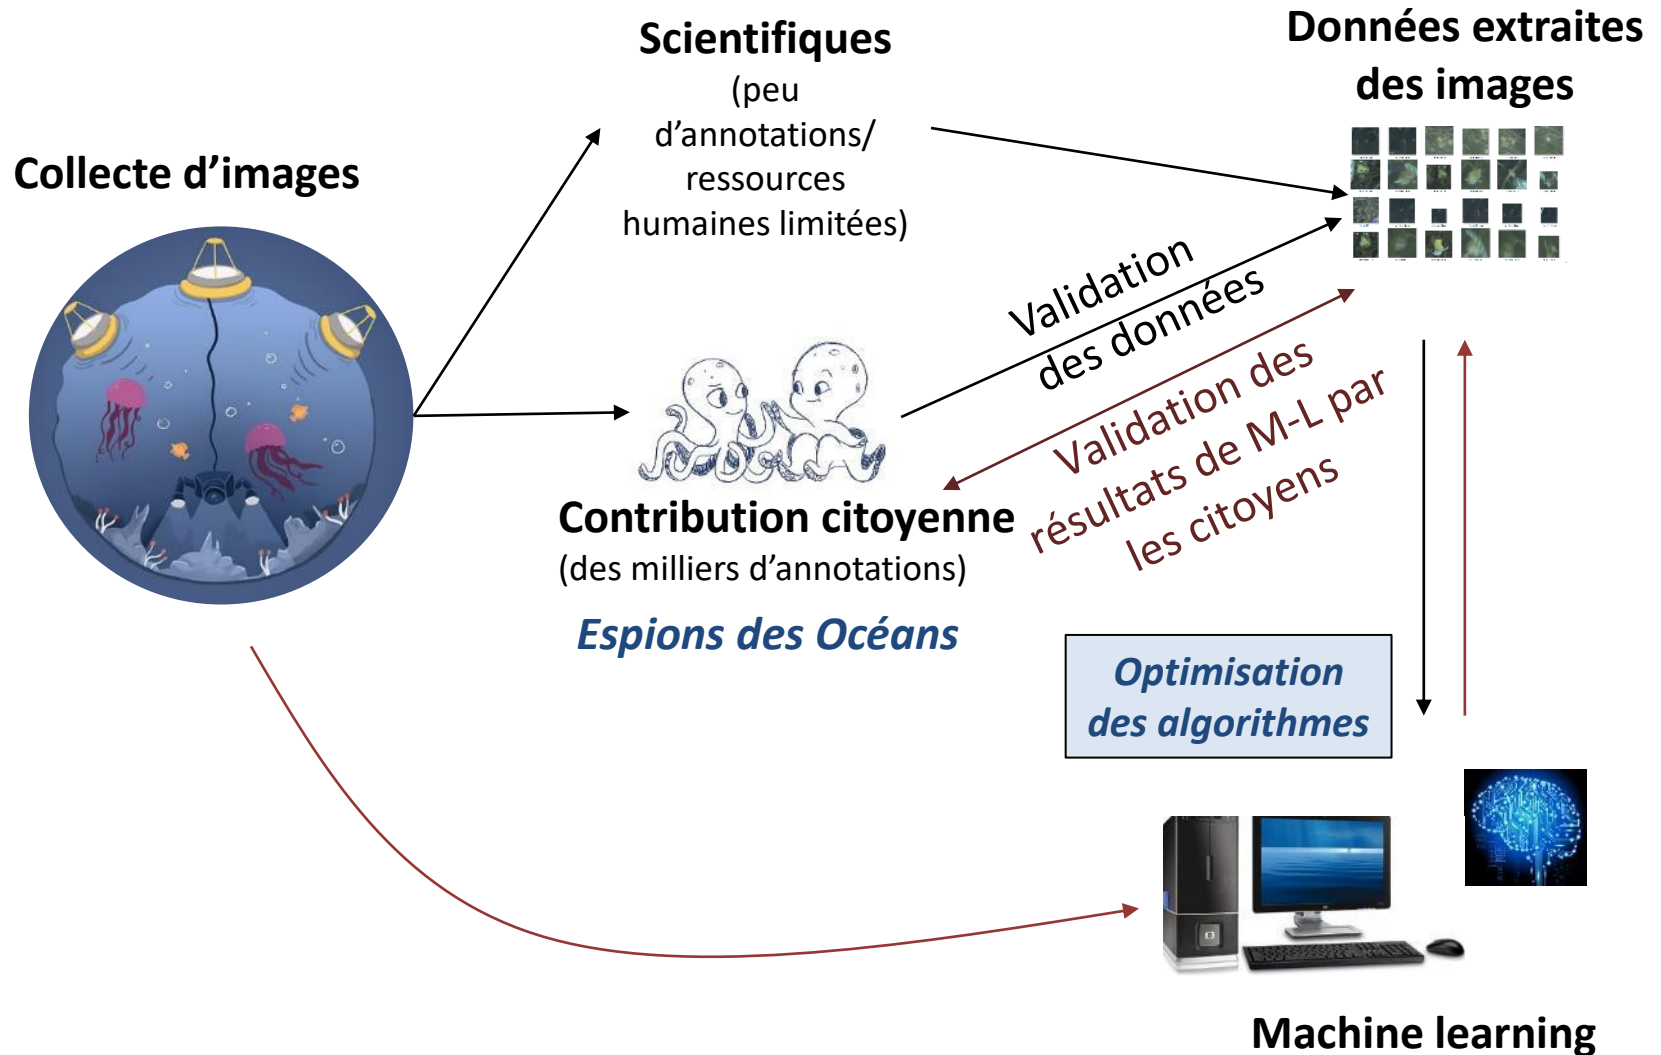 Collecte d’images
Scientifiques
(peu
d’annotations/
ressources
humaines limitées)
Données extraites
des images
Validation
des données
Validation des
résultats de M-L par
les citoyens
Contribution citoyenne
(des milliers d’annotations)
Espions des Océans
Optimisation
des algorithmes
Machine learning